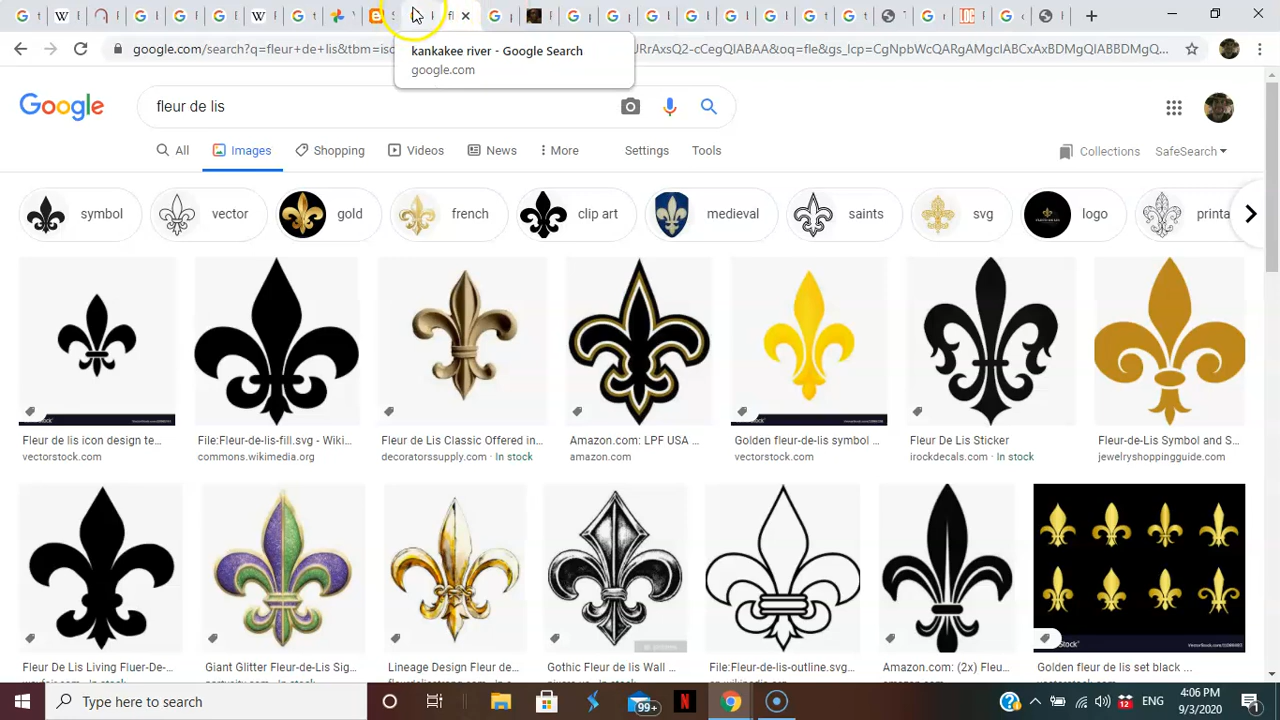 google.com/search?q=fleur+de+lis&tbm=isc
kankakee river - Google Search
google.com
Google
fleur de lis
All
Images
Shopping
Videos
News
More
Settings
Tools
Collections
SafeSearch
symbol
vector
gold
french
clip art
medieval
saints
svg
logo
printa
Fleur de lis icon design te...
vectorstock.com
File:Fleur-de-lis-fill.svg - Wiki...
commons.wikimedia.org
Fleur de Lis Classic Offered in...
decoratorssupply.com · In stock
Amazon.com: LPF USA ...
amazon.com
Golden fleur-de-lis symbol ...
vectorstock.com
Fleur De Lis Sticker
irockdecals.com · In stock
Fleur-de-Lis Symbol and S...
jewelryshoppingguide.com
Fleur De Lis Living Fluer-De-...
Giant Glitter Fleur-de-Lis Sig...
Lineage Design Fleur de...
Gothic Fleur de lis Wall ...
File:Fleur-de-lis-outline.svg...
Amazon.com: (2x) Fleu...
Golden fleur de lis set black ...
Type here to search
99+
N
12
ENG
4:06 PM
9/3/2020
1